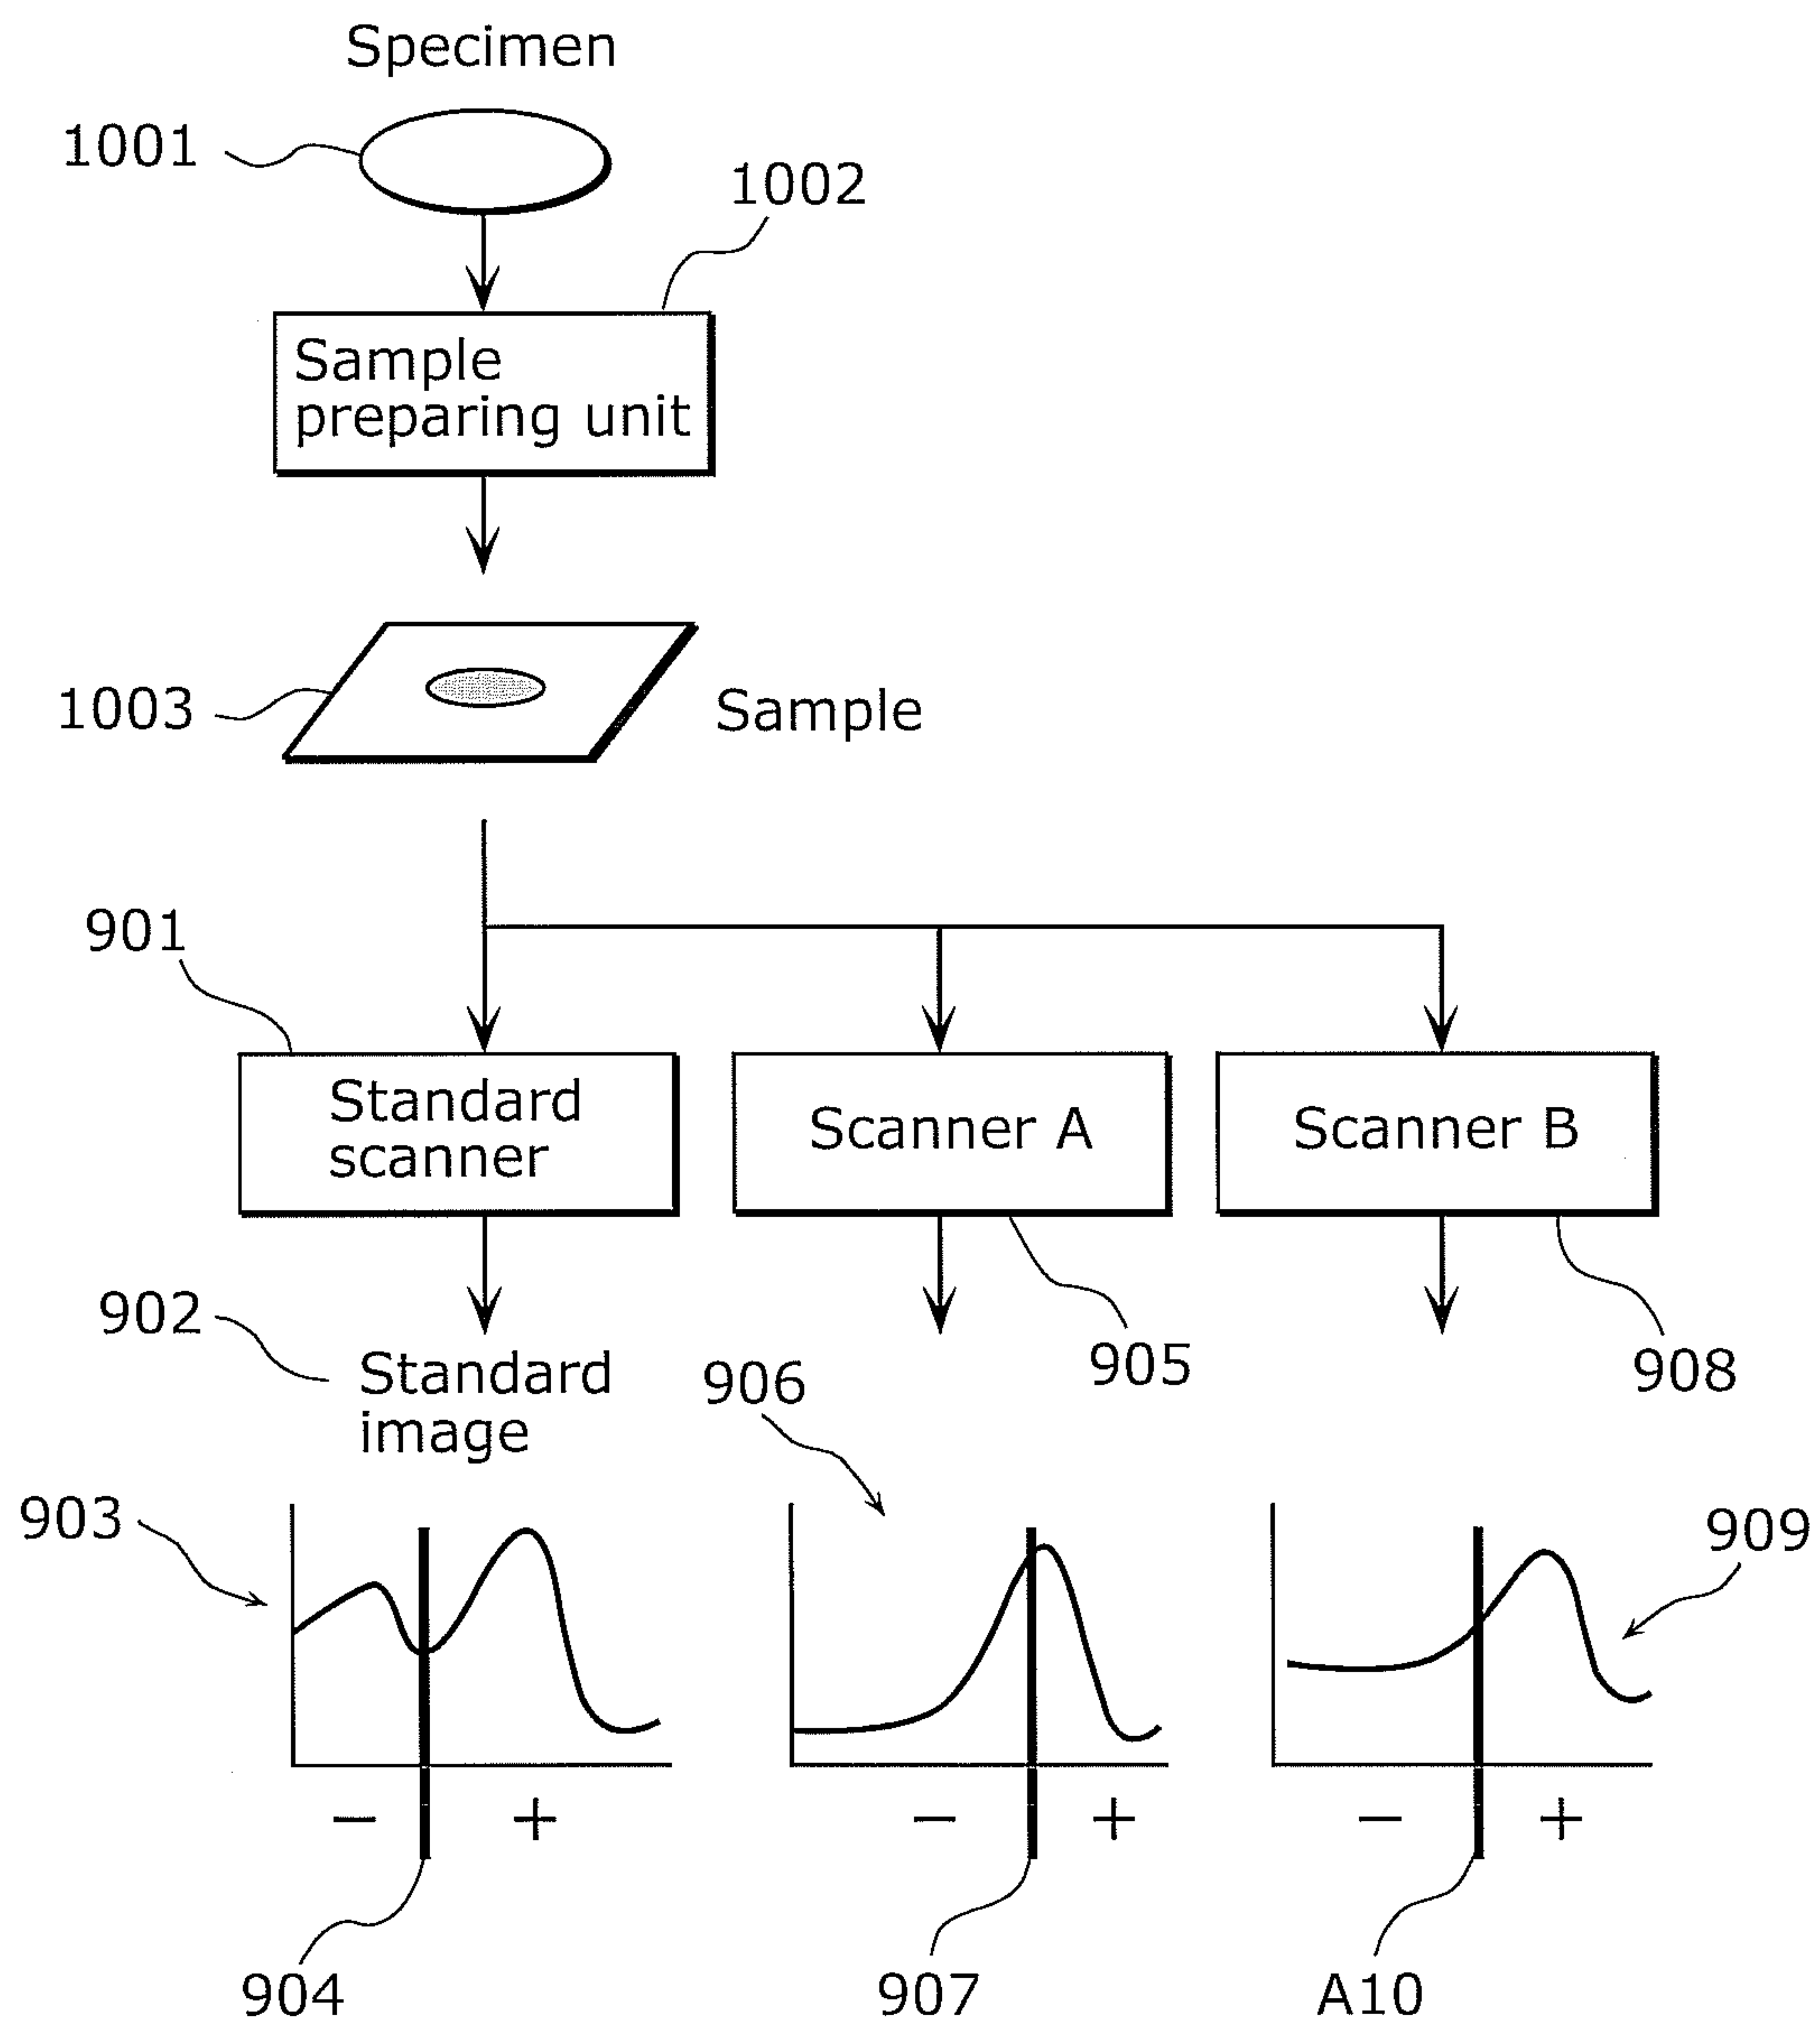 Specimen
1001
1002
Sample
preparing unit
1003
Sample
901
Standard
scanner
Scanner A
Scanner B
902
Standard
image
905
908
906
903
909
− +
− +
− +
904
907
A10